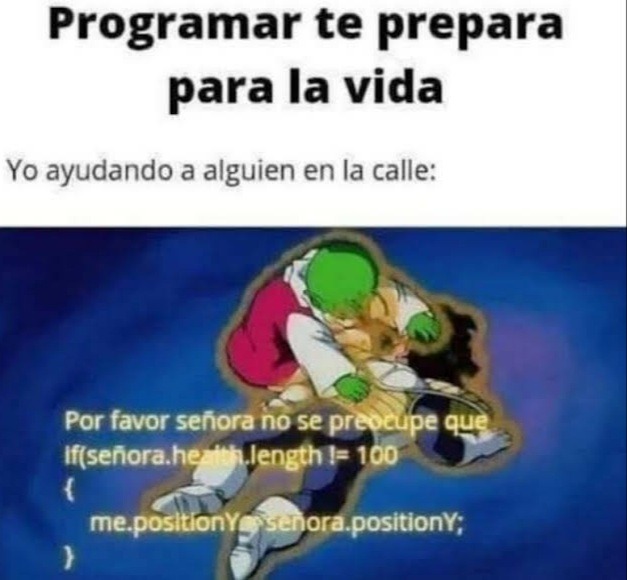 Programar te prepara
para la vida
Yo ayudando a alguien en la calle:
Por favor señora no se preocupe que
If(señora.health.length != 100
{
me.positionY señora.positionY;
}